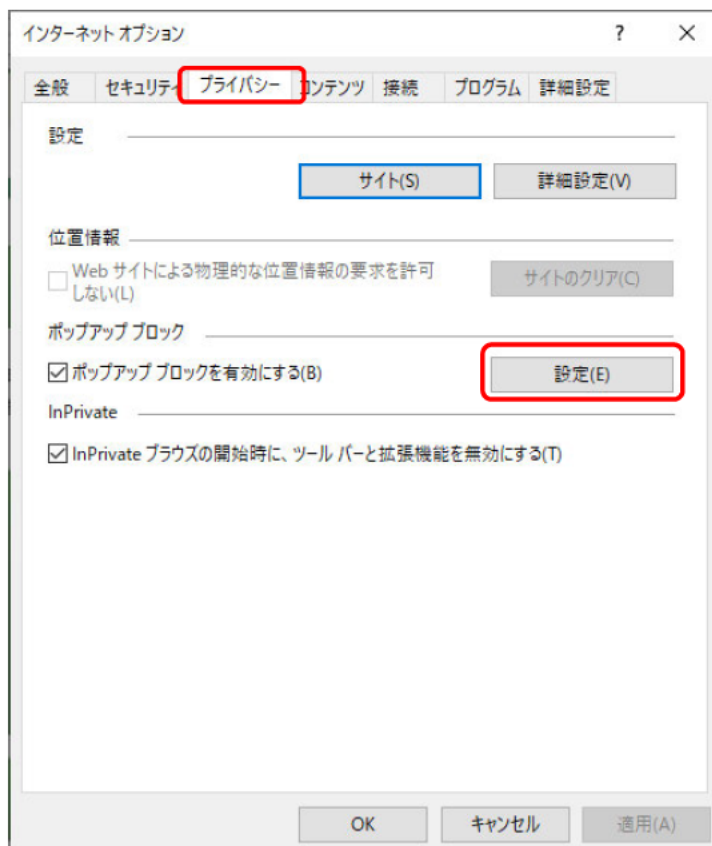 インターネット オプション ? ×
全般 セキュリティ プライバシー コンテンツ 接続 プログラム 詳細設定
設定
サイト(S) 詳細設定(V)
位置情報
Web サイトによる物理的な位置情報の要求を許可
しない(L)
サイトのクリア(C)
ポップアップ ブロック
ポップアップ ブロックを有効にする(B) 設定(E)
InPrivate
InPrivate ブラウズの開始時に、ツール バーと拡張機能を無効にする(T)
OK キャンセル 適用(A)